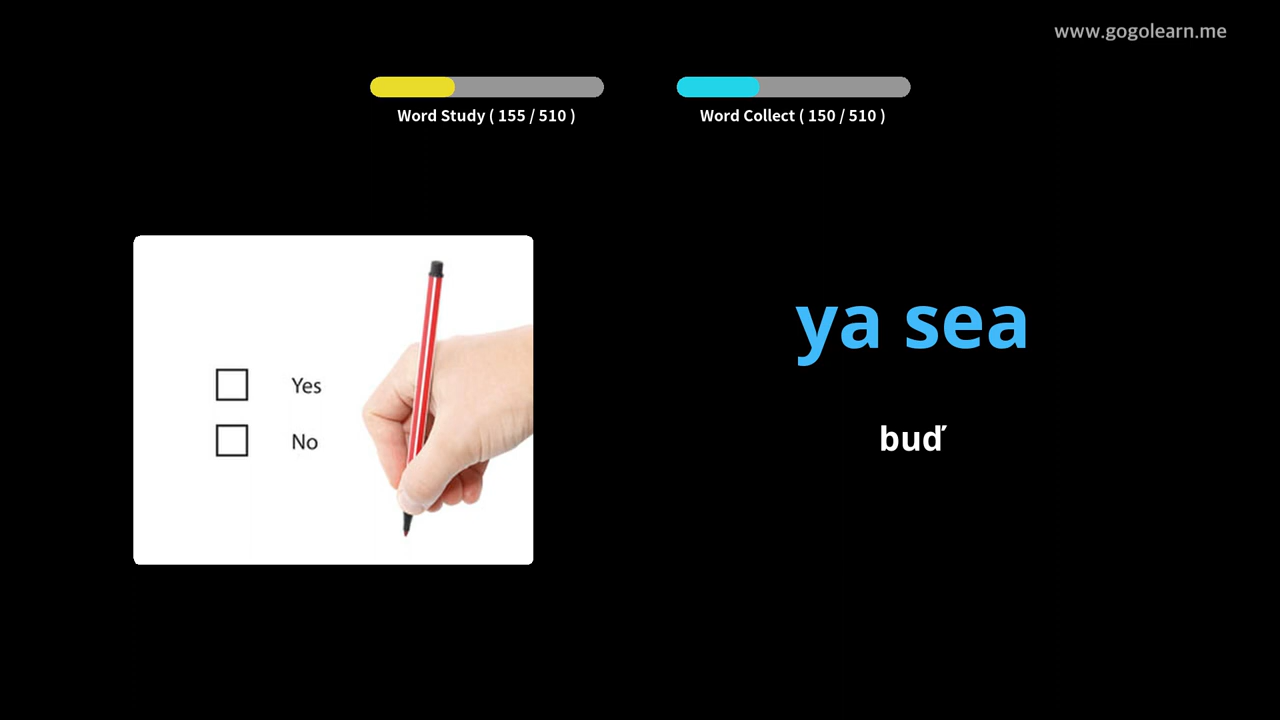 www.gogolearn.me
Word Study ( 155 / 510 )
Word Collect ( 150 / 510 )
Yes
No
ya sea
buď